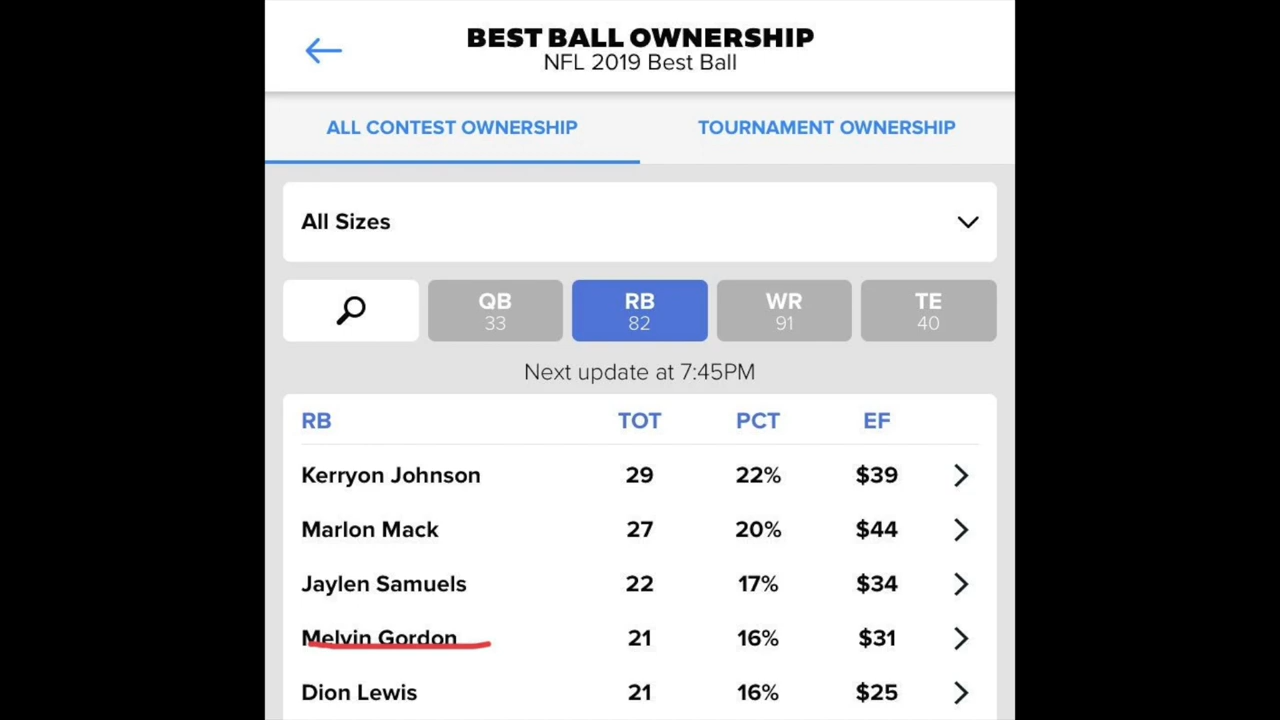 BEST BALL OWNERSHIP
NFL 2019 Best Ball
ALL CONTEST OWNERSHIP TOURNAMENT OWNERSHIP
All Sizes
QB RB WR TE
33 82 91 40
Next update at 7:45PM
RB TOT PCT EF
Kerryon Johnson 29 22% $39
Marlon Mack 27 20% $44
Jaylen Samuels 22 17% $34
Melvin Gordon 21 16% $31
Dion Lewis 21 16% $25